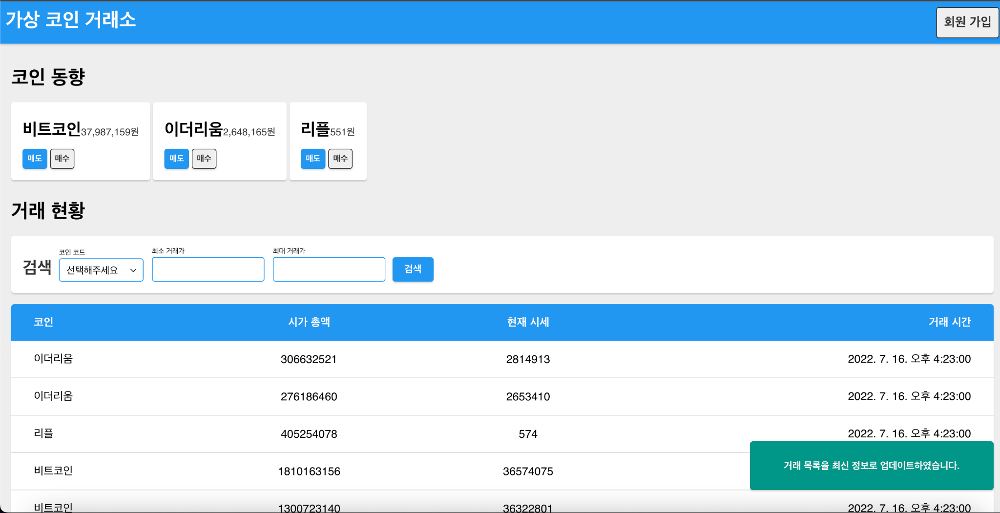 가상 코인 거래소
회원 가입
코인 동향
비트코인37,987,159원
매도 매수
이더리움2,648,165원
매도 매수
리플551원
매도 매수
거래 현황
검색
코인 코드
선택해주세요
최소 거래가
최대 거래가
검색
코인 시가 총액 현재 시세 거래 시간
이더리움 306632521 2814913 2022. 7. 16. 오후 4:23:00
이더리움 276186460 2653410 2022. 7. 16. 오후 4:23:00
리플 405254078 574 2022. 7. 16. 오후 4:23:00
비트코인 1810163156 36574075
거래 목록을 최신 정보로 업데이트하였습니다.
비트코인 1300723140 36322801 2022. 7. 16. 오후 4:23:00